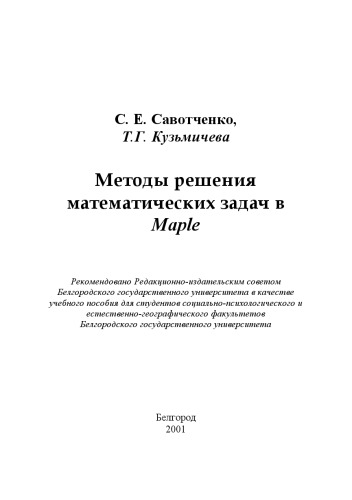 С. Е. Савотченко,
Т.Г. Кузьмичева
Методы решения
математических задач в
Maple
Рекомендовано Редакционно-издательским советом
Белгородского государственного университета в качестве
учебного пособия для студентов социально-психологического и
естественно-географического факультетов
Белгородского государственного университета
Белгород
2001